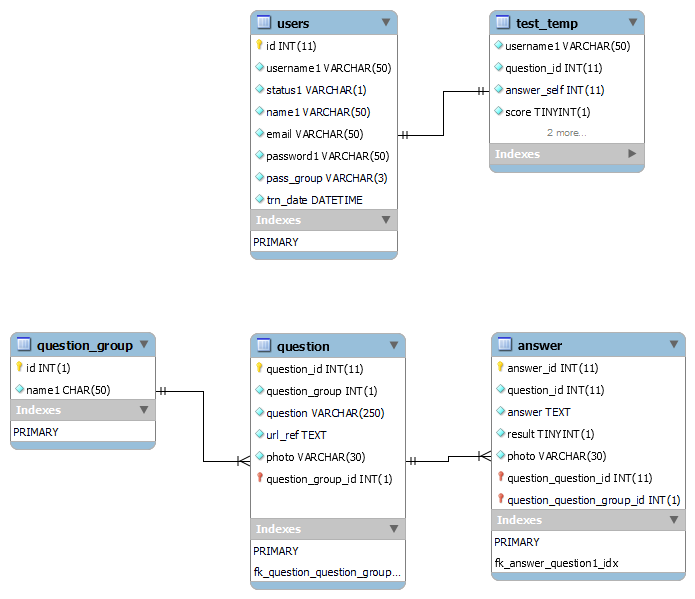 users
id INT(11)
username1 VARCHAR(50)
status1 VARCHAR(1)
name1 VARCHAR(50)
email VARCHAR(50)
password1 VARCHAR(50)
pass_group VARCHAR(3)
trn_date DATETIME
Indexes
PRIMARY
test_temp
username1 VARCHAR(50)
question_id INT(11)
answer_self INT(11)
score TINYINT(1)
2 more...
Indexes
question_group
id INT(1)
name1 CHAR(50)
Indexes
PRIMARY
question
question_id INT(11)
question_group INT(1)
question VARCHAR(250)
url_ref TEXT
photo VARCHAR(30)
question_group_id INT(1)
Indexes
PRIMARY
fk_question_question_group...
answer
answer_id INT(11)
question_id INT(11)
answer TEXT
result TINYINT(1)
photo VARCHAR(30)
question_question_id INT(11)
question_question_group_id INT(1)
Indexes
PRIMARY
fk_answer_question1_idx